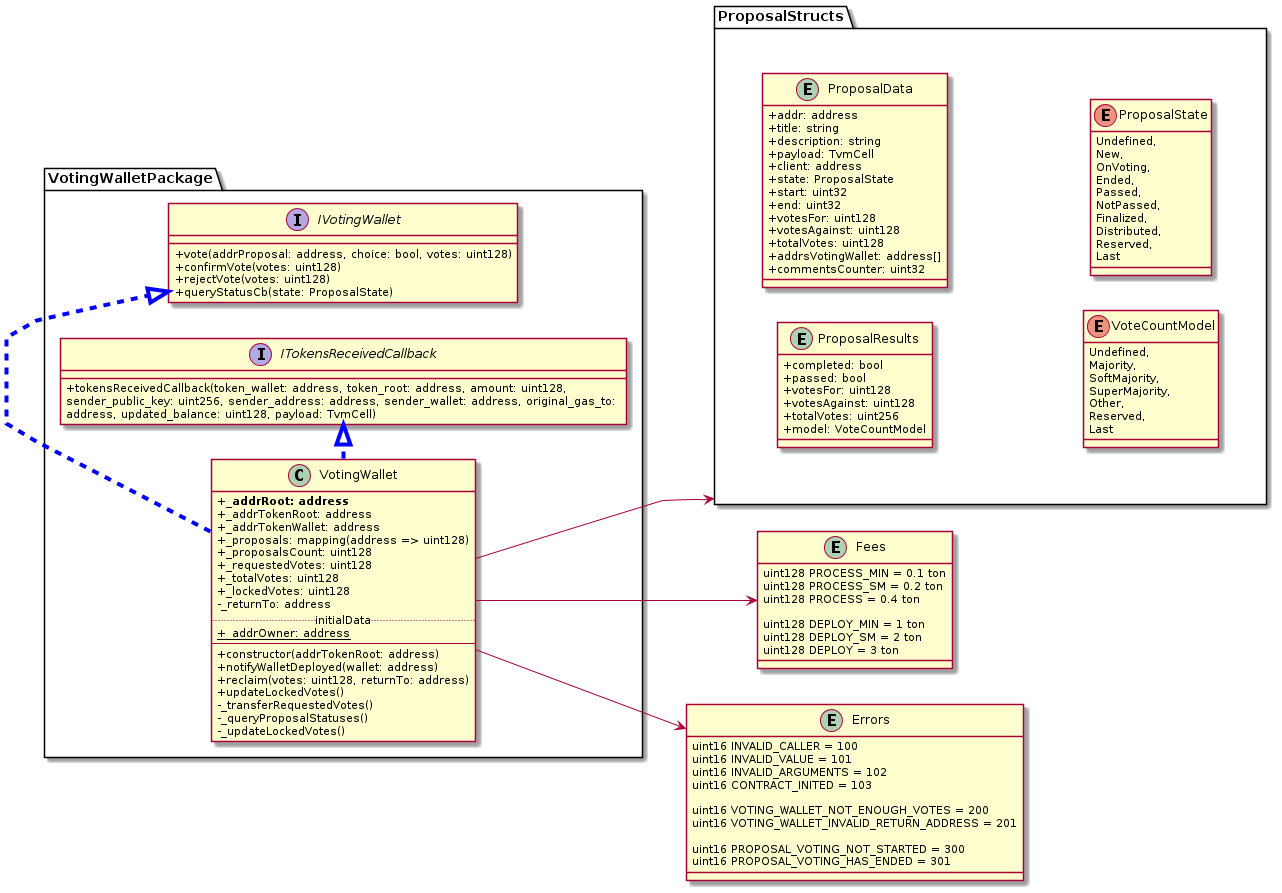 ProposalStructs
E ProposalData
+addr: address
+title: string
+description: string
+payload: TvmCell
+client: address
+state: ProposalState
+start: uint32
+end: uint32
+votesFor: uint128
+votesAgainst: uint128
+totalVotes: uint128
+addrsVotingWallet: address[]
+commentsCounter: uint32
E ProposalState
Undefined,
New,
OnVoting,
Ended,
Passed,
NotPassed,
Finalized,
Distributed,
Reserved,
Last
E ProposalResults
+completed: bool
+passed: bool
+votesFor: uint128
+votesAgainst: uint128
+totalVotes: uint256
+model: VoteCountModel
E VoteCountModel
Undefined,
Majority,
SoftMajority,
SuperMajority,
Other,
Reserved,
Last
VotingWalletPackage
I IVotingWallet
+vote(addrProposal: address, choice: bool, votes: uint128)
+confirmVote(votes: uint128)
+rejectVote(votes: uint128)
+queryStatusCb(state: ProposalState)
I ITokensReceivedCallback
+tokensReceivedCallback(token_wallet: address, token_root: address, amount: uint128,
sender_public_key: uint256, sender_address: address, sender_wallet: address, original_gas_to:
address, updated_balance: uint128, payload: TvmCell)
C VotingWallet
+_addrRoot: address
+_addrTokenRoot: address
+_addrTokenWallet: address
+_proposals: mapping(address => uint128)
+_proposalsCount: uint128
+_requestedVotes: uint128
+_totalVotes: uint128
+_lockedVotes: uint128
-_returnTo: address
initialData
+_addrOwner: address
+constructor(addrTokenRoot: address)
+notifyWalletDeployed(wallet: address)
+reclaim(votes: uint128, returnTo: address)
+updateLockedVotes()
-_transferRequestedVotes()
-_queryProposalStatuses()
-_updateLockedVotes()
E Fees
uint128 PROCESS_MIN = 0.1 ton
uint128 PROCESS_SM = 0.2 ton
uint128 PROCESS = 0.4 ton
uint128 DEPLOY_MIN = 1 ton
uint128 DEPLOY_SM = 2 ton
uint128 DEPLOY = 3 ton
E Errors
uint16 INVALID_CALLER = 100
uint16 INVALID_VALUE = 101
uint16 INVALID_ARGUMENTS = 102
uint16 CONTRACT_INITED = 103
uint16 VOTING_WALLET_NOT_ENOUGH_VOTES = 200
uint16 VOTING_WALLET_INVALID_RETURN_ADDRESS = 201
uint16 PROPOSAL_VOTING_NOT_STARTED = 300
uint16 PROPOSAL_VOTING_HAS_ENDED = 301